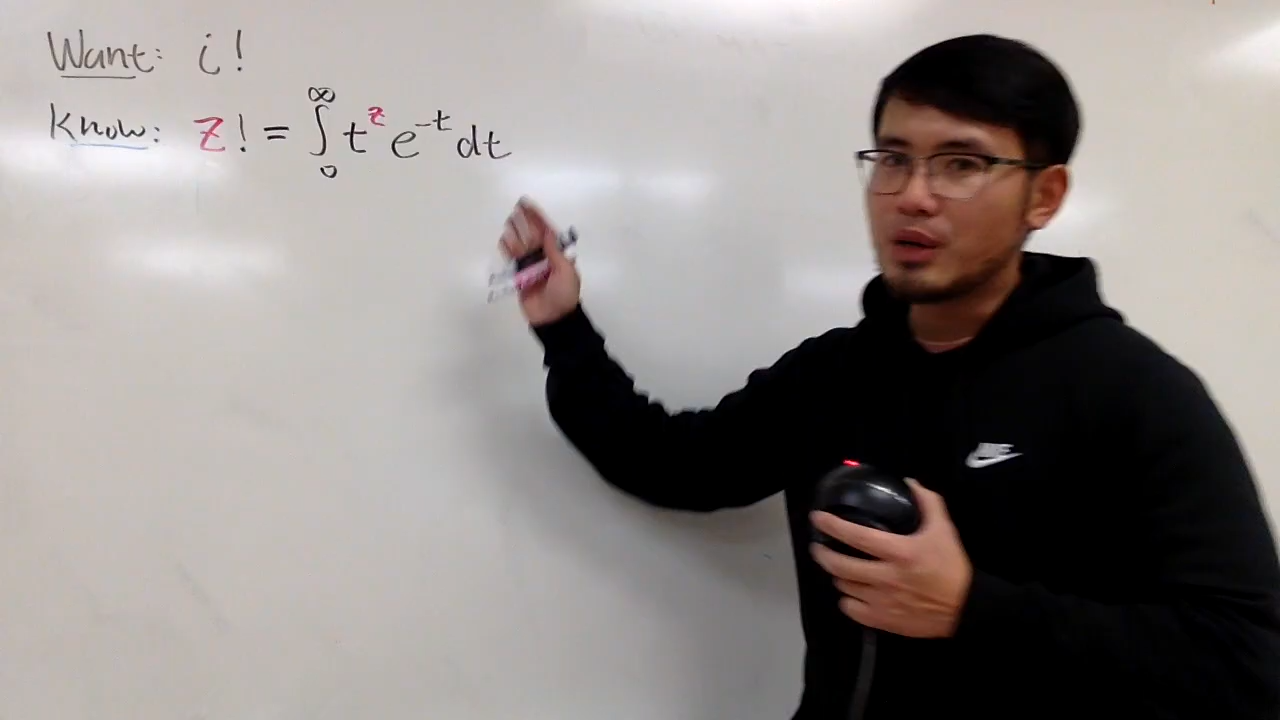 Want: i!
Know: z! = ∫₀^∞ t^z e^{-t} dt